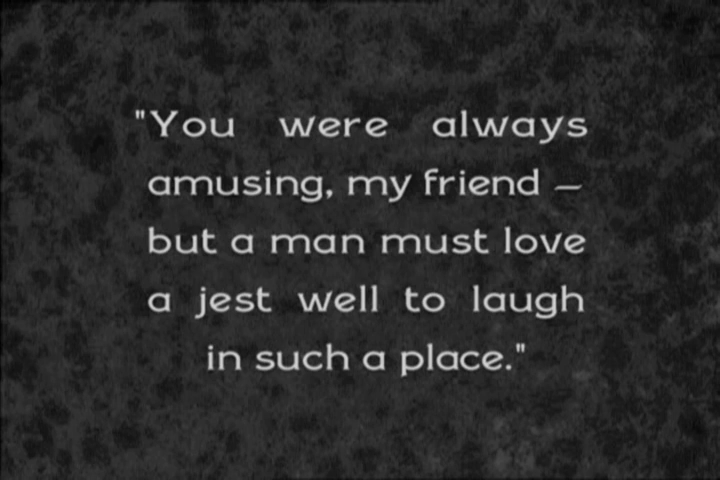 "You were always
amusing, my friend —
but a man must love
a jest well to laugh
in such a place."